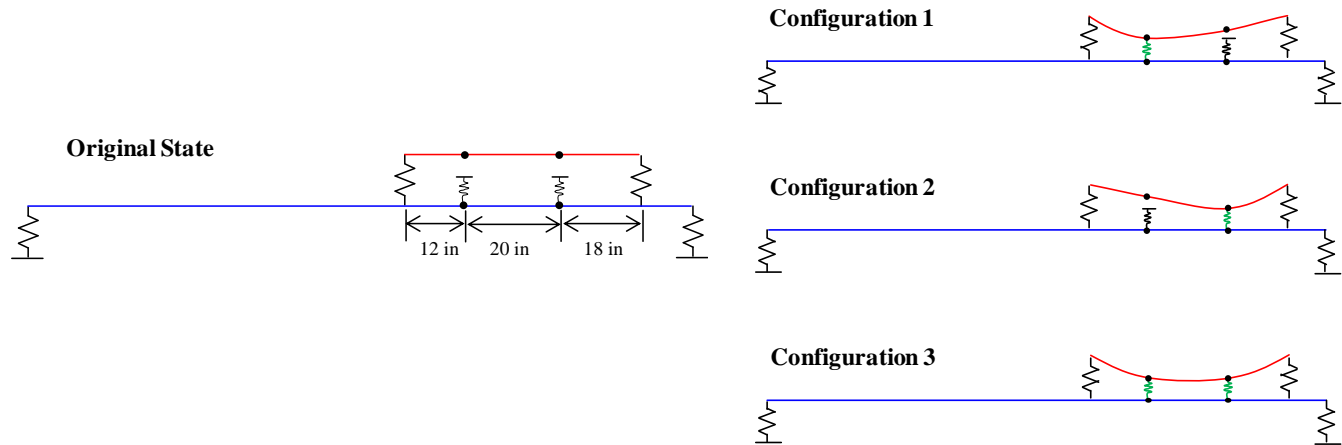 Original State
12 in
20 in
18 in
Configuration 1
Configuration 2
Configuration 3